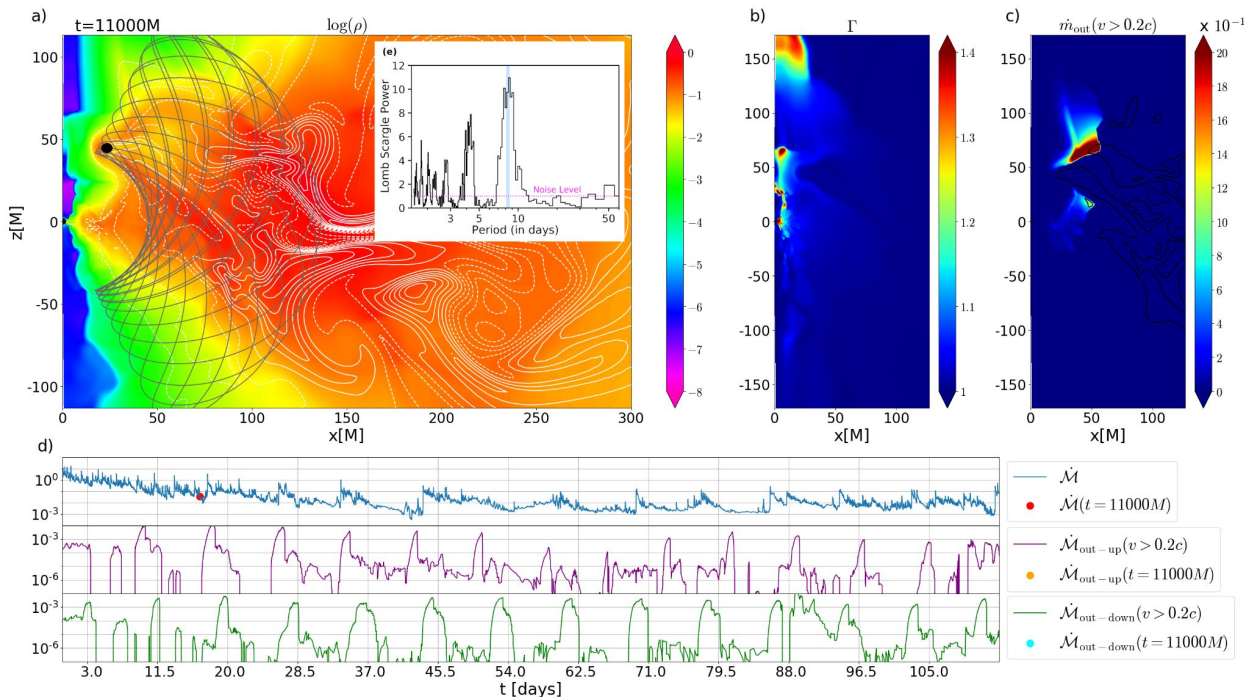 a)
t=11000M
log(ρ)
z[M]
100
50
0
-50
-100
0 50 100 150 200 250 300
x[M]
0
−1
−2
−3
−4
−5
−6
−7
−8
(e)
Lomb Scargle Power
12
10
8
6
4
2
0
Noise Level
3 5 10 50
Period (in days)
b)
Γ
150
100
50
0
-50
-100
-150
0 50 100
x[M]
1.4
1.3
1.2
1.1
1
c)
ṁout(v > 0.2c)
x 10⁻¹
150
100
50
0
-50
-100
-150
0 50 100
x[M]
20
18
16
14
12
10
8
6
4
2
0
d)
10⁰
10⁻³
10⁻³
10⁻⁶
10⁻³
10⁻⁶
3.0 11.5 20.0 28.5 37.0 45.5 54.0 62.5 71.0 79.5 88.0 96.5 105.0
t [days]
Ṁ
Ṁ(t = 11000M)
Ṁout−up(v > 0.2c)
Ṁout−up(t = 11000M)
Ṁout−down(v > 0.2c)
Ṁout−down(t = 11000M)